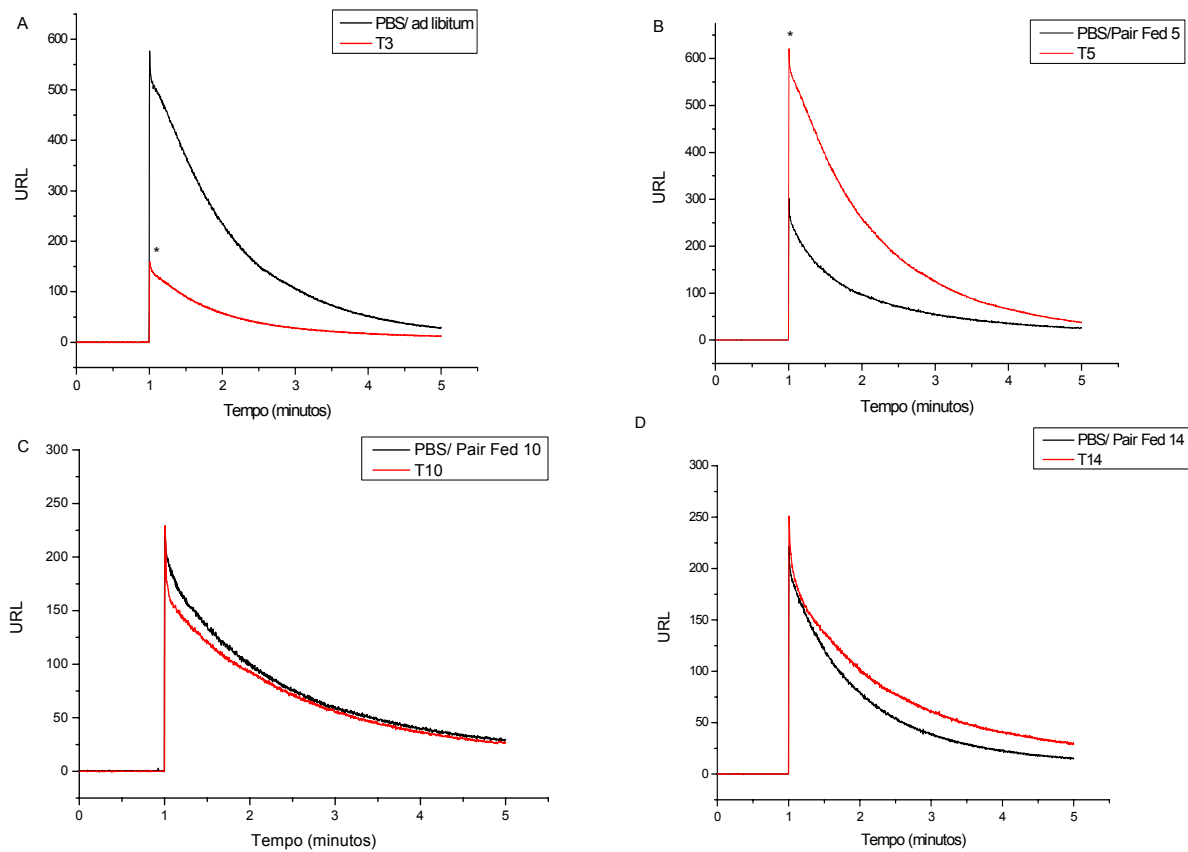 A
PBS/ ad libitum
T3
*
600
500
400
300
200
100
0
URL
0 1 2 3 4 5
Tempo (minutos)
B
PBS/Pair Fed 5
T5
*
600
500
400
300
200
100
0
URL
0 1 2 3 4 5
Tempo (minutos)
C
PBS/ Pair Fed 10
T10
300
250
200
150
100
50
0
URL
0 1 2 3 4 5
Tempo (minutos)
D
PBS/ Pair Fed 14
T14
300
250
200
150
100
50
0
URL
0 1 2 3 4 5
Tempo (minutos)